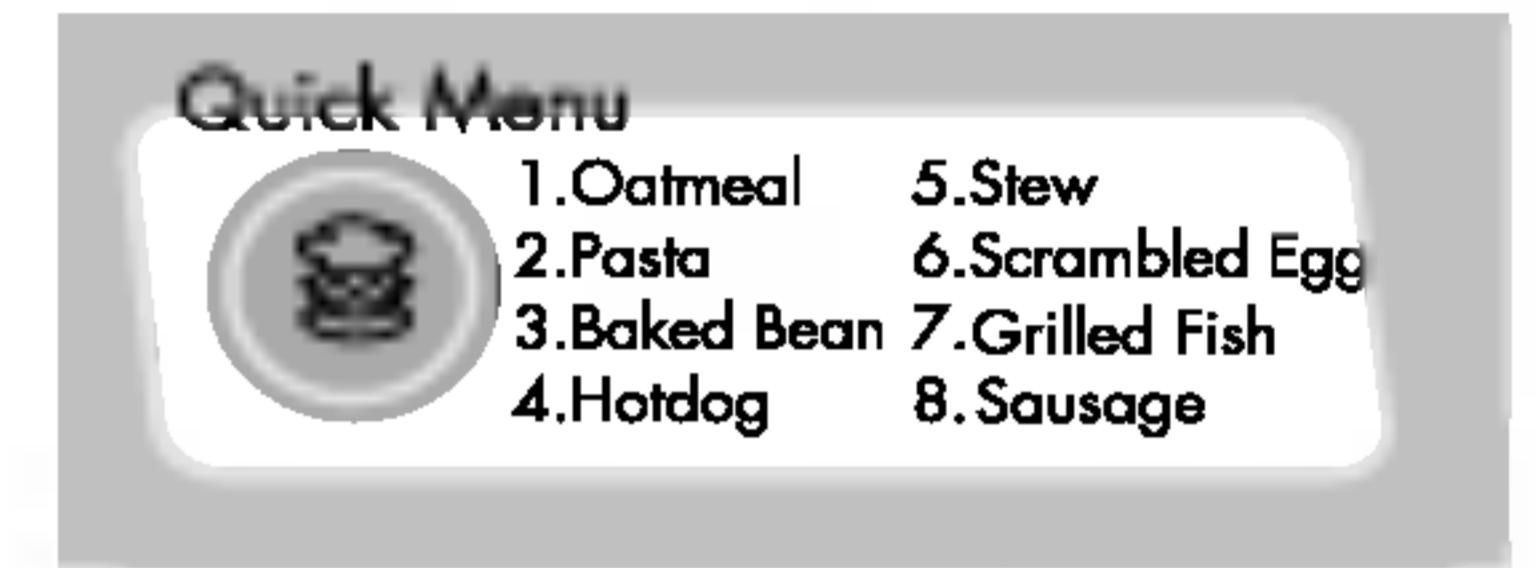 Quick Menu
1.Oatmeal
2.Pasta
3.Baked Bean
4.Hotdog
5.Stew
6.Scrambled Egg
7.Grilled Fish
8.Sausage